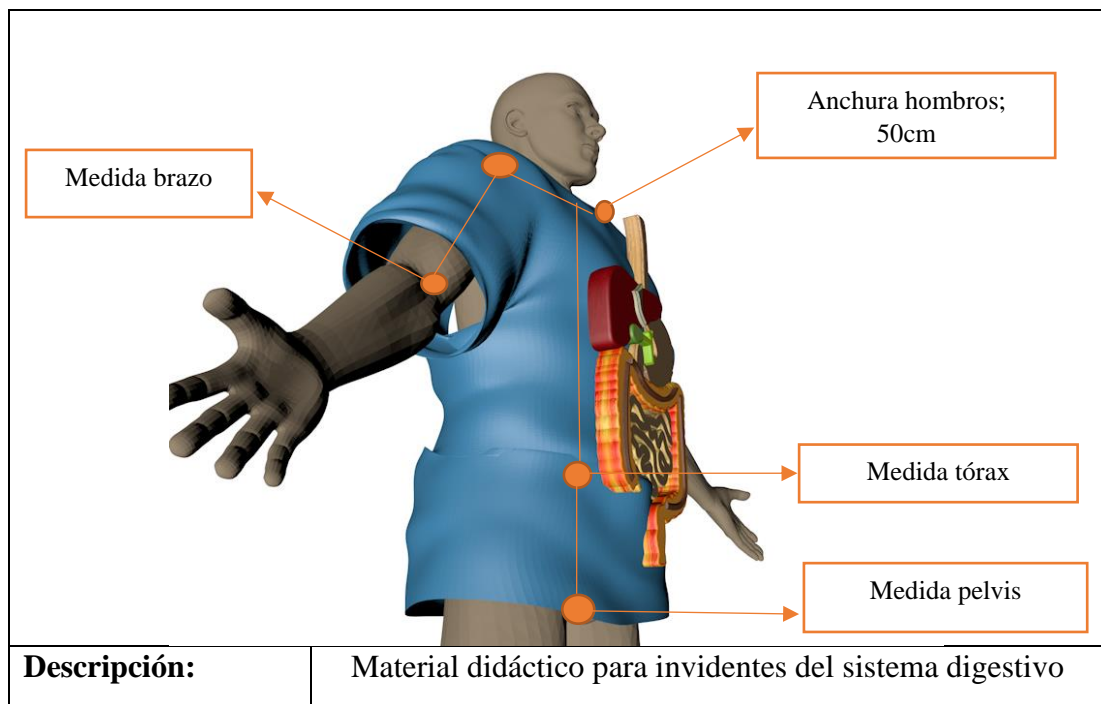 Anchura hombros;
50cm
Medida brazo
Medida tórax
Medida pelvis
Descripción:
Material didáctico para invidentes del sistema digestivo